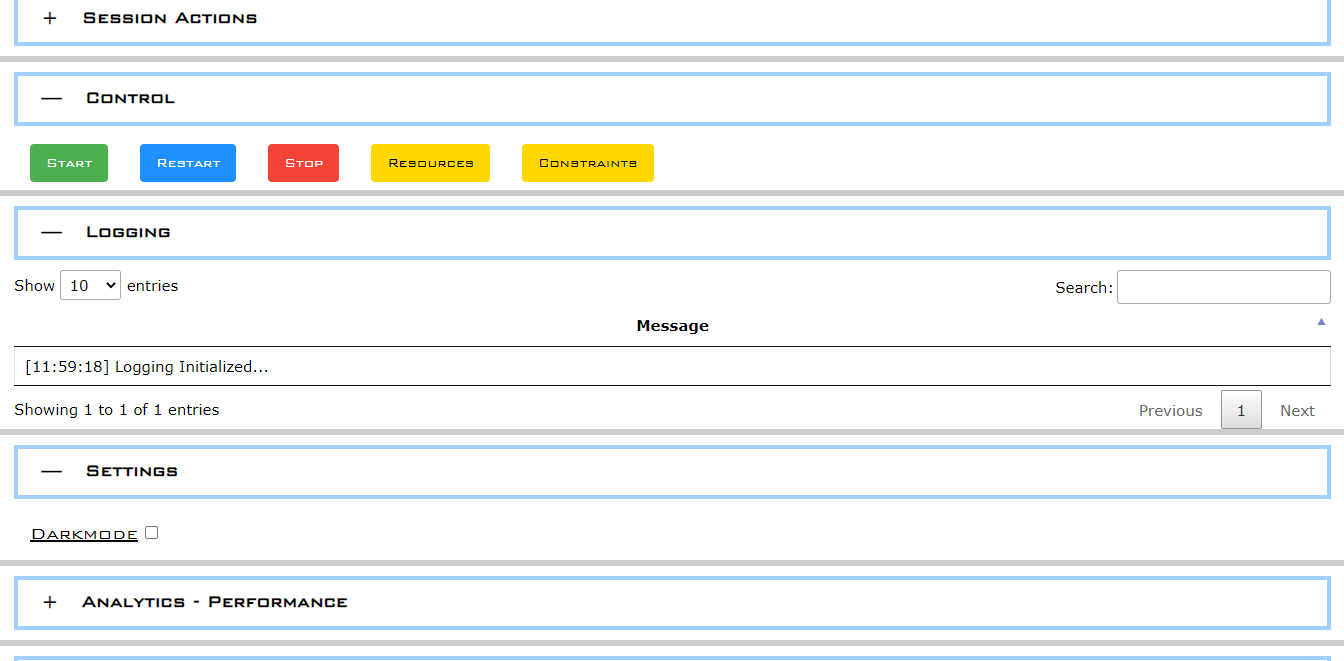 + Session Actions
— Control
Start Restart Stop Resources Constraints
— Logging
Show 10 entries Search:
Message
[11:59:18] Logging Initialized...
Showing 1 to 1 of 1 entries Previous 1 Next
— Settings
Darkmode
+ Analytics - Performance